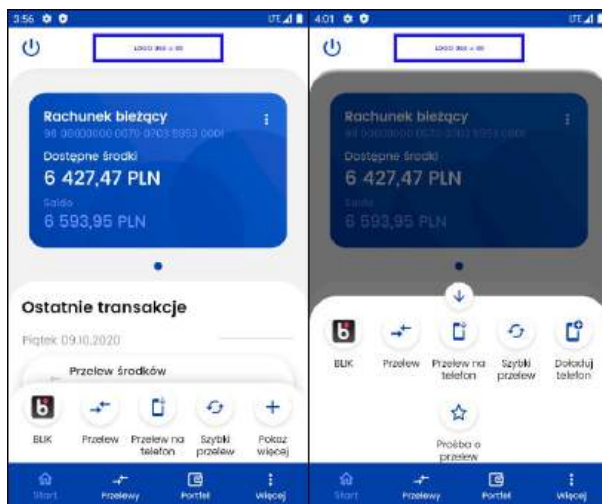 3:56
LTE
Rachunek bieżący
Dostępne środki
6 427,47 PLN
Saldo
6 593,95 PLN
Ostatnie transakcje
Piątek 09.10.2020
Przelew środków
BLIK
Przelew
Przelew na
telefon
Szybki
przelew
Pokaż
więcej
Start
Przelewy
Portfel
Więcej
4:01
LTE
Rachunek bieżący
Dostępne środki
6 427,47 PLN
Saldo
6 593,95 PLN
BLIK
Przelew
Przelew na
telefon
Szybki
przelew
Doładuj
telefon
Prośba o
przelew
Start
Przelewy
Portfel
Więcej